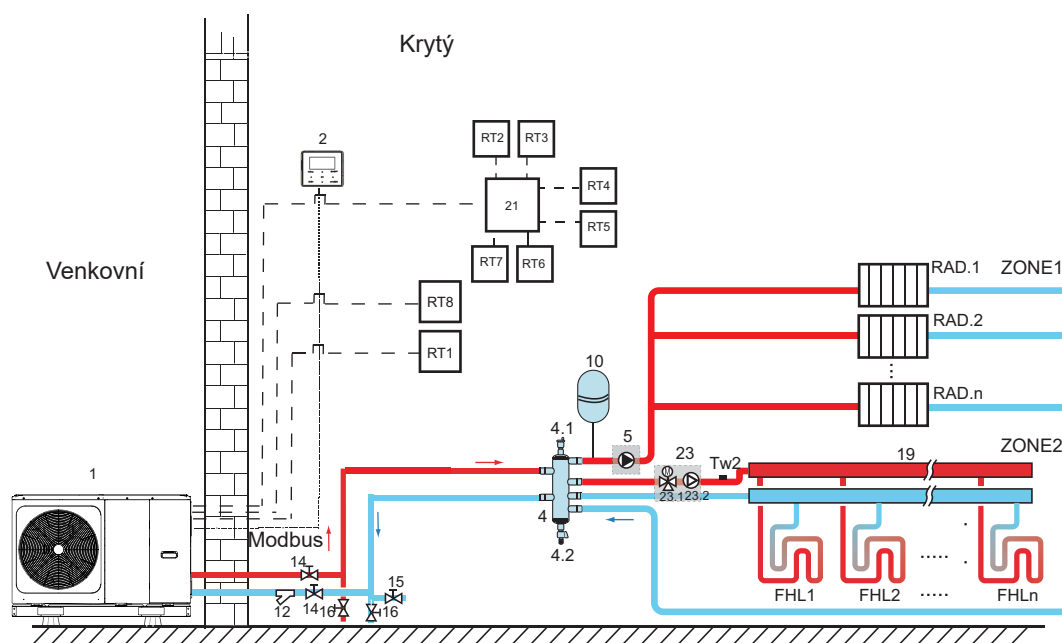 Krytý
Venkovní
2
RT2
RT3
21
RT4
RT5
RT7
RT6
RT8
RT1
RAD.1
ZONE1
RAD.2
RAD.n
10
4.1
5
23
Tw2
19
ZONE2
23.1
23.2
4
4.2
1
Modbus
14
12
14
16
16
15
FHL1
FHL2
FHLn